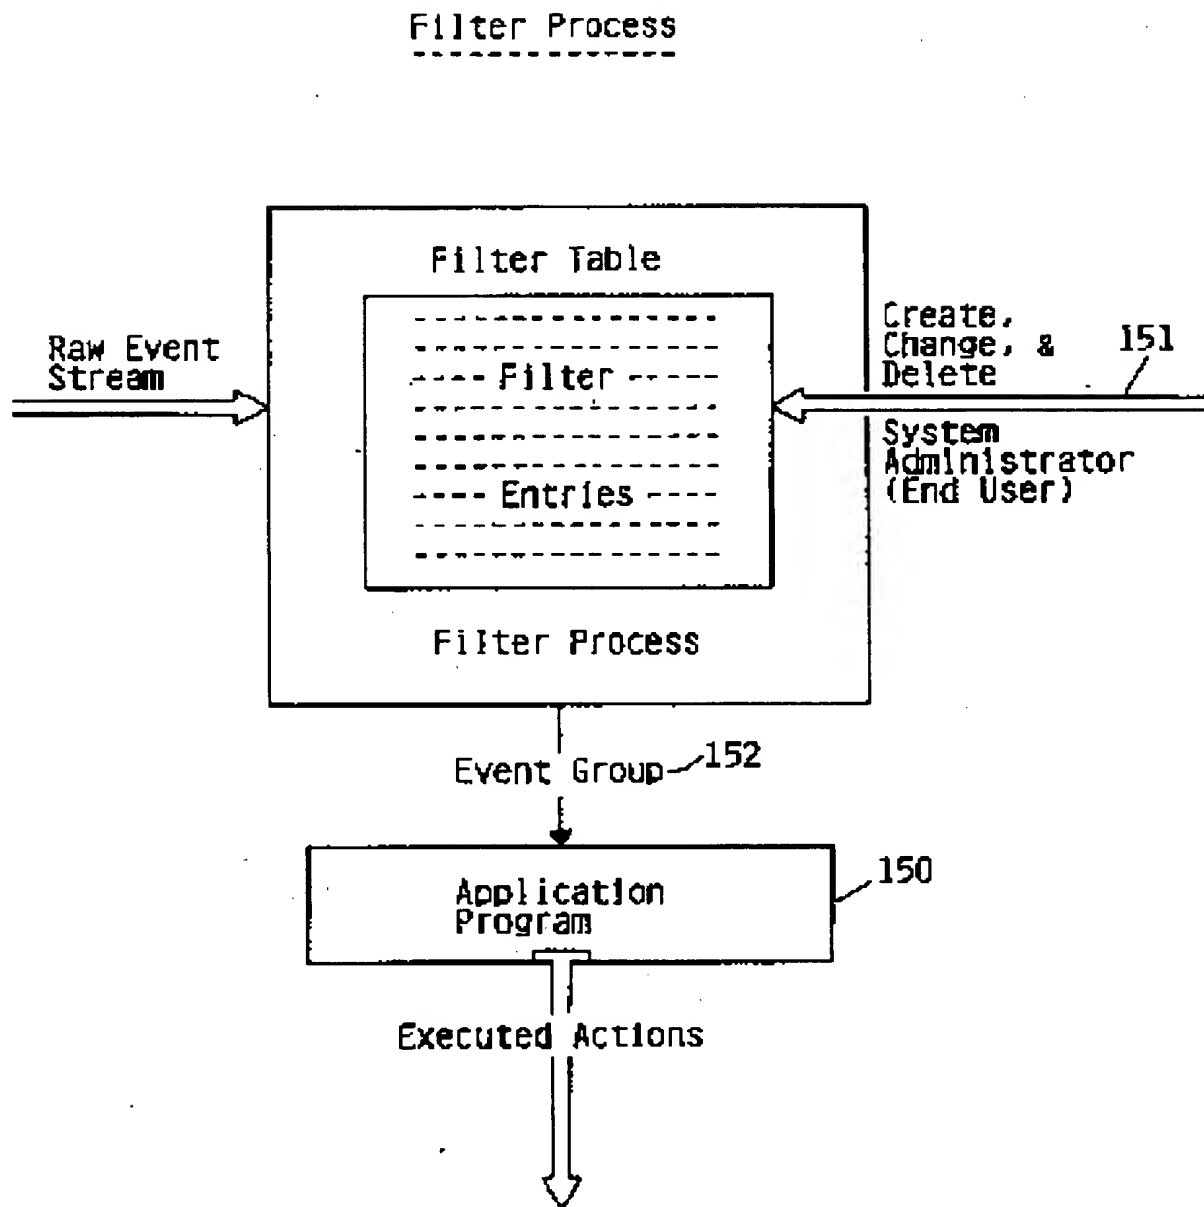 Filter Process
Filter Table
Filter
Entries
Filter Process
Raw Event
Stream
Create,
Change, &
Delete
151
System
Administrator
(End User)
Event Group
152
Application
Program
150
Executed Actions